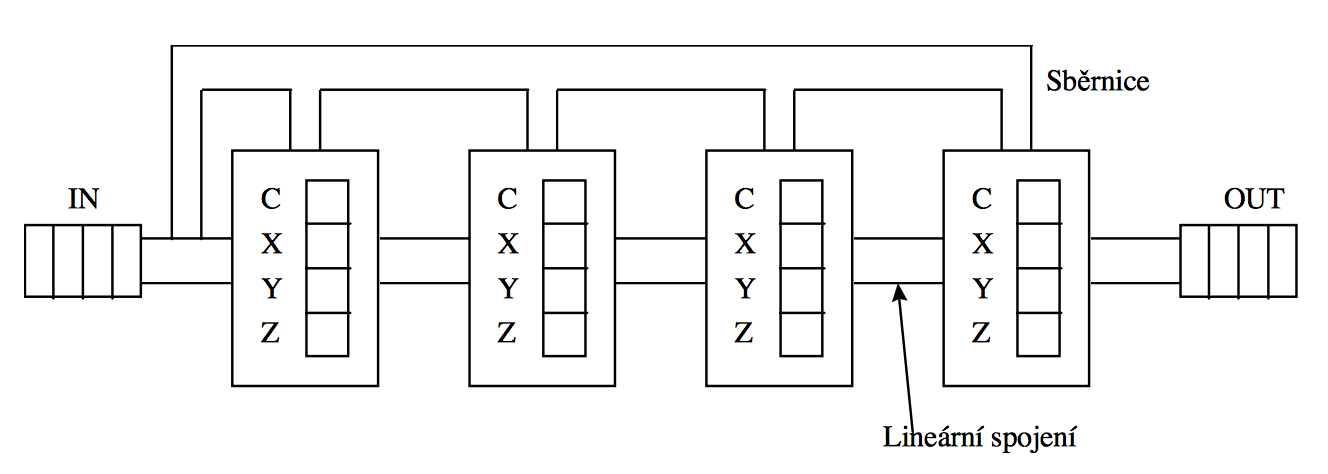 Sběrnice
IN
OUT
C C C C
X X X X
Y Y Y Y
Z Z Z Z
Lineární spojení